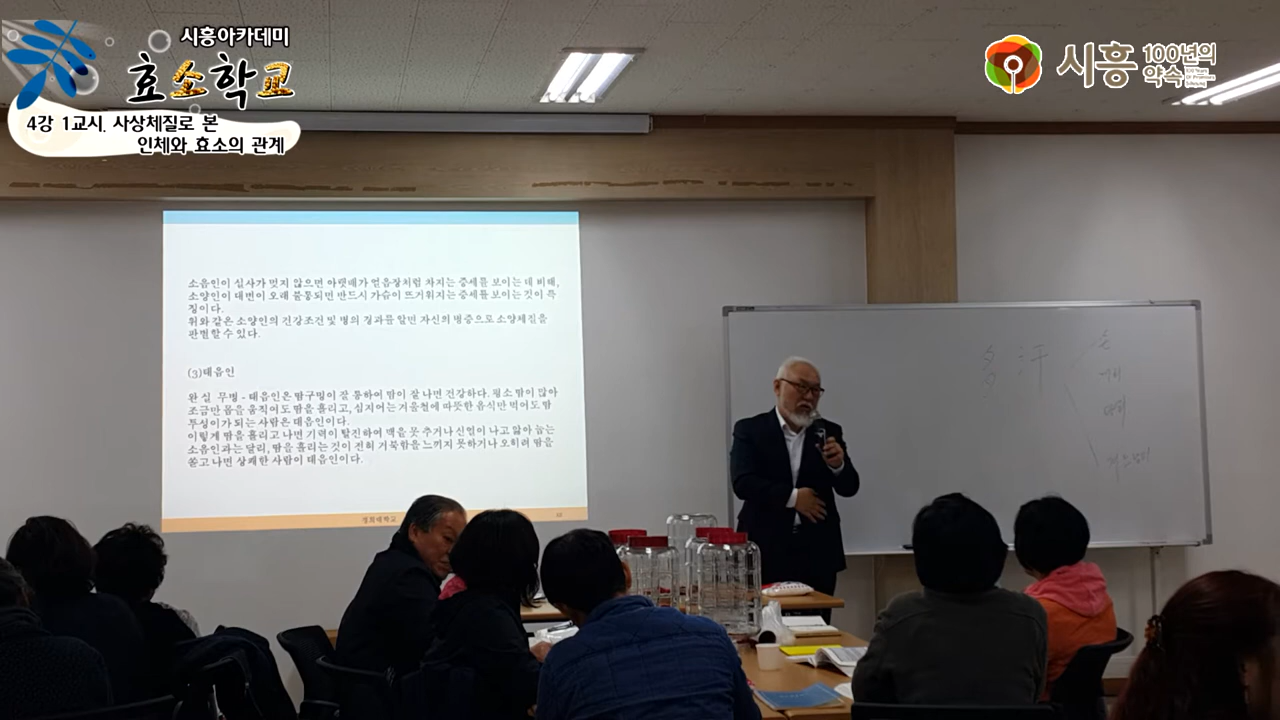 시흥아카데미
효소학교
4강 1교시. 사상체질로 본
인체와 효소의 관계
시흥 100년의
약속
소음인이 설사가 멎지 않으면 아랫배가 얼음장처럼 차지는 증세를 보이는 데 비해,
소양인이 대변이 오래 불통되면 반드시 가슴이 뜨거워지는 증세를 보이는 것이 특
징이다.
위와 같은 소양인의 건강조건 및 병의 경과를 알면 자신의 병증으로 소양체질을
판별할 수 있다.
(3)태음인
완실 무병 - 태음인은 땀구멍이 잘 통하여 땀이 잘 나면 건강하다. 평소 땀이 많아
조금만 몸을 움직여도 땀을 흘리고, 심지어는 겨울철에 따뜻한 음식만 먹어도 땀
투성이가 되는 사람은 태음인이다.
이렇게 땀을 흘리고 나면 기력이 탈진하여 맥을 못 추거나 신열이 나고 앓아 눕는
소음인과는 달리, 땀을 흘리는 것이 전혀 거북함을 느끼지 못하거나 오히려 땀을
쏟고 나면 상쾌한 사람이 태음인이다.
多汗
손